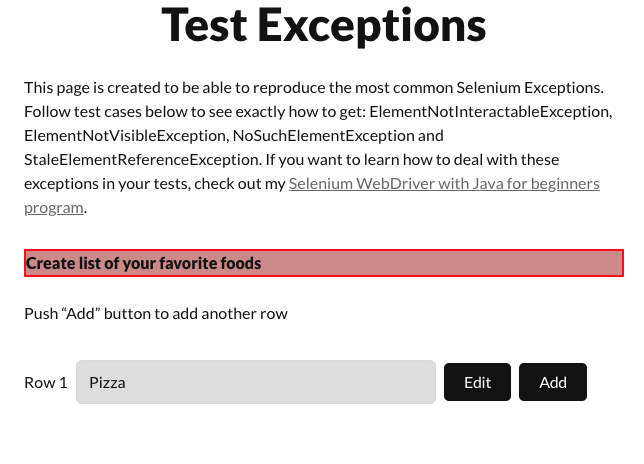 Test Exceptions
This page is created to be able to reproduce the most common Selenium Exceptions.
Follow test cases below to see exactly how to get: ElementNotInteractableException,
ElementNotVisibleException, NoSuchElementException and
StaleElementReferenceException. If you want to learn how to deal with these
exceptions in your tests, check out my Selenium WebDriver with Java for beginners
program.
Create list of your favorite foods
Push “Add” button to add another row
Row 1 Pizza Edit Add